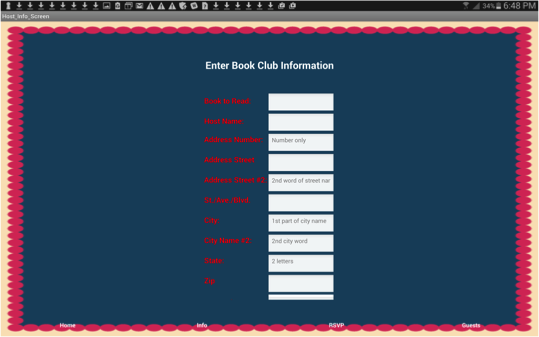 34% 6:48 PM
Host_Info_Screen
Enter Book Club Information
Book to Read:
Host Name:
Address Number:
Number only
Address Street
Address Street #2
2nd word of street nar
City:
1st part of city name
City Name #2
2nd city word
State
2 letters
Zip
Home Info RSVP Guests